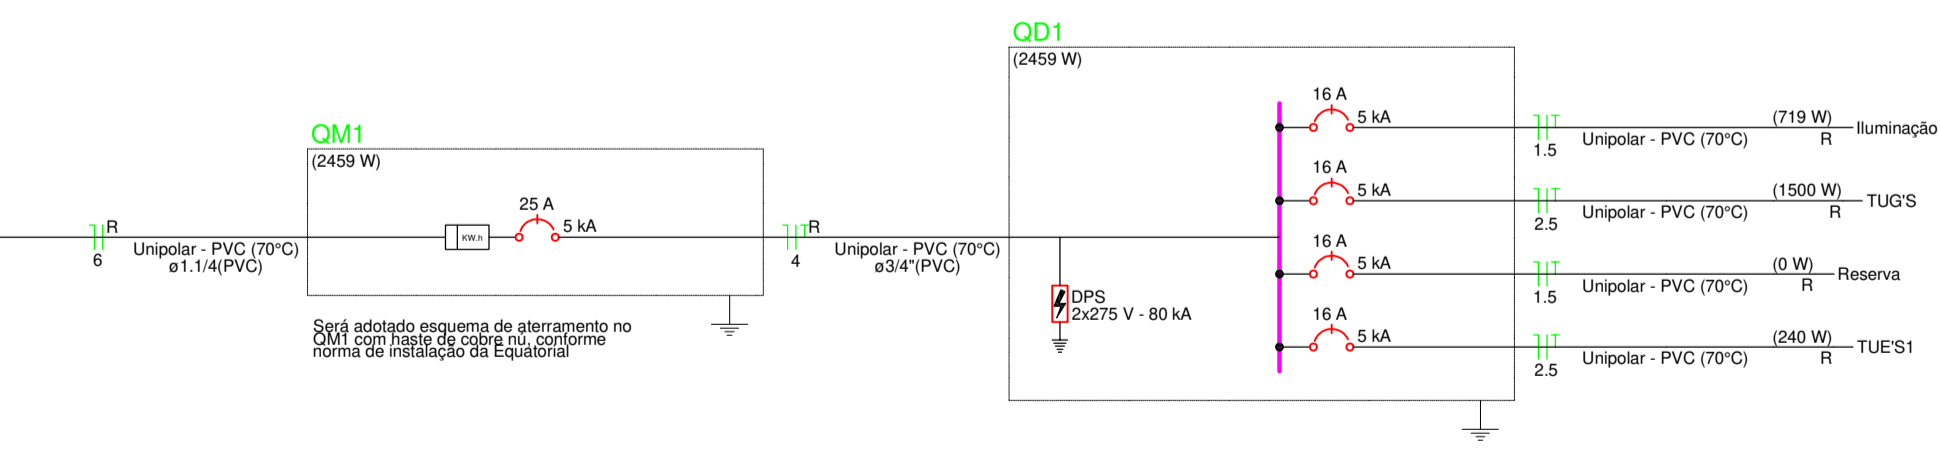 R
6
Unipolar - PVC (70°C)
ø1.1/4(PVC)
QM1
(2459 W)
KW.h
25 A
5 kA
Será adotado esquema de aterramento no
QM1 com haste de cobre nú, conforme
norma de instalação da Equatorial
R
4
Unipolar - PVC (70°C)
ø3/4"(PVC)
QD1
(2459 W)
DPS
2x275 V - 80 kA
16 A
5 kA
1.5
Unipolar - PVC (70°C)
(719 W)
R
Iluminação
16 A
5 kA
2.5
Unipolar - PVC (70°C)
(1500 W)
R
TUG'S
16 A
5 kA
1.5
Unipolar - PVC (70°C)
(0 W)
R
Reserva
16 A
5 kA
2.5
Unipolar - PVC (70°C)
(240 W)
R
TUE'S1